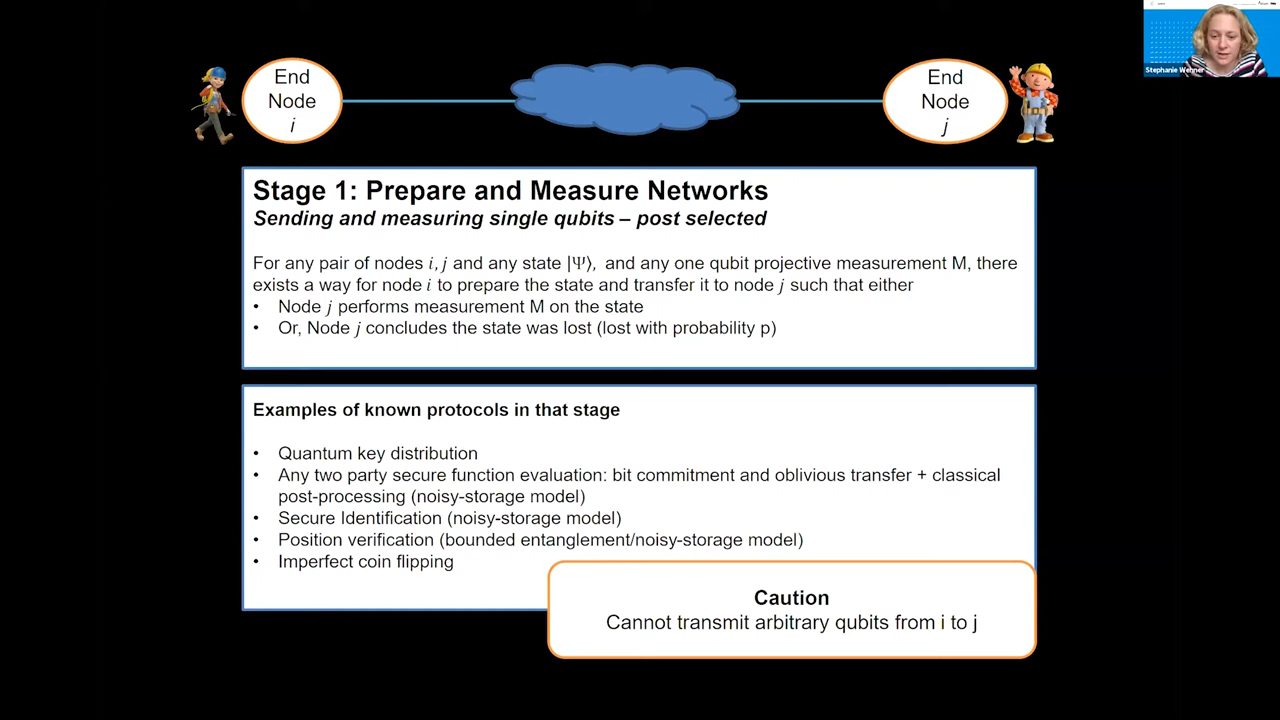 End
Node
i
End
Node
j
Stephanie Wehner
Stage 1: Prepare and Measure Networks
Sending and measuring single qubits – post selected
For any pair of nodes i, j and any state |Ψ⟩, and any one qubit projective measurement M, there
exists a way for node i to prepare the state and transfer it to node j such that either
• Node j performs measurement M on the state
• Or, Node j concludes the state was lost (lost with probability p)
Examples of known protocols in that stage
• Quantum key distribution
• Any two party secure function evaluation: bit commitment and oblivious transfer + classical
post-processing (noisy-storage model)
• Secure Identification (noisy-storage model)
• Position verification (bounded entanglement/noisy-storage model)
• Imperfect coin flipping
Caution
Cannot transmit arbitrary qubits from i to j